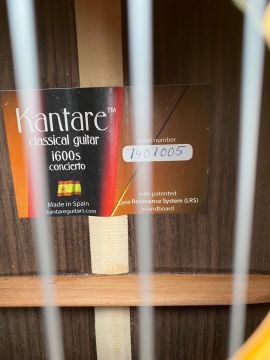 Kantare™
classical guitar
i600s
concierto
Made in Spain
kantareguitars.com
serial number
1401005
with patented
Lens Resonance System (LRS)
soundboard